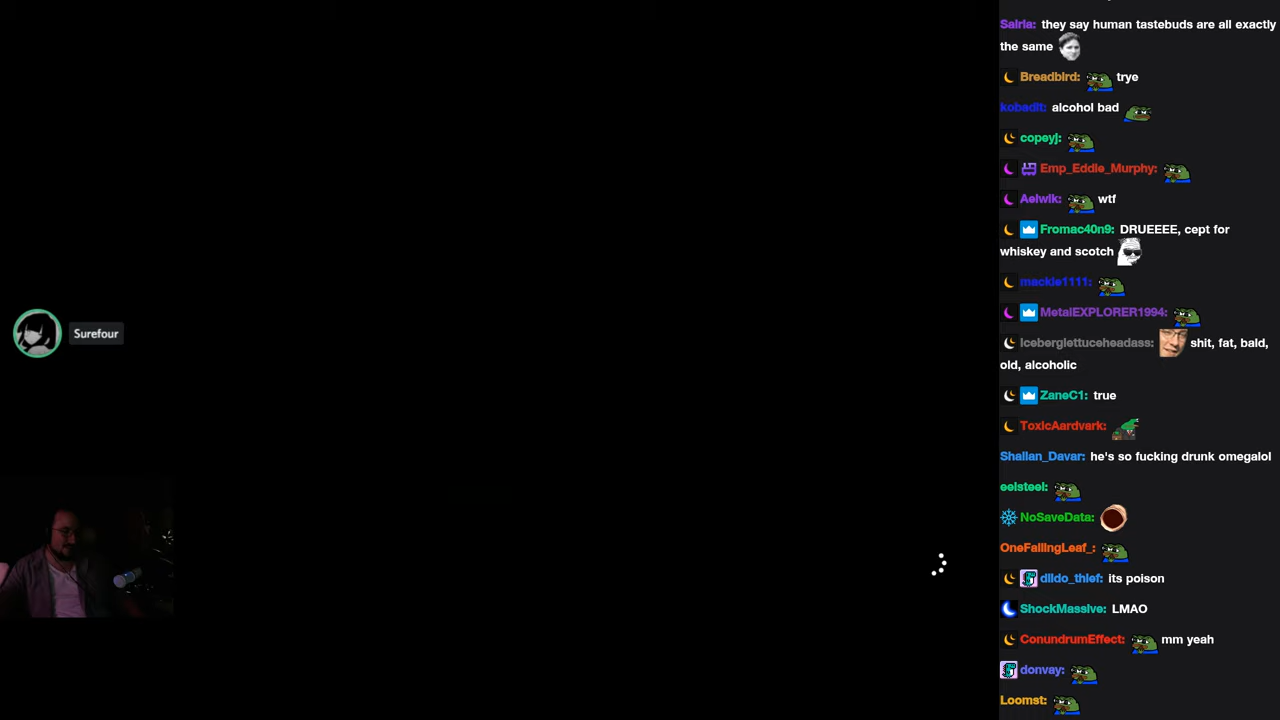 Sairia: they say human tastebuds are all exactly
the same
Breadbird: trye
kobadit: alcohol bad
copeyj:
Emp_Eddie_Murphy:
Aelwik: wtf
Fromac40n9: DRUEEEE, cept for
whiskey and scotch
mackie1111:
MetalEXPLORER1994:
Surefour
Iceberglettuceheadass: shit, fat, bald,
old, alcoholic
ZaneC1: true
ToxicAardvark:
Shallan_Davar: he's so fucking drunk omegalol
eelsteel:
NoSaveData:
OneFallingLeaf_:
dildo_thief: its poison
ShockMassive: LMAO
ConundrumEffect: mm yeah
donvay:
Loomst: